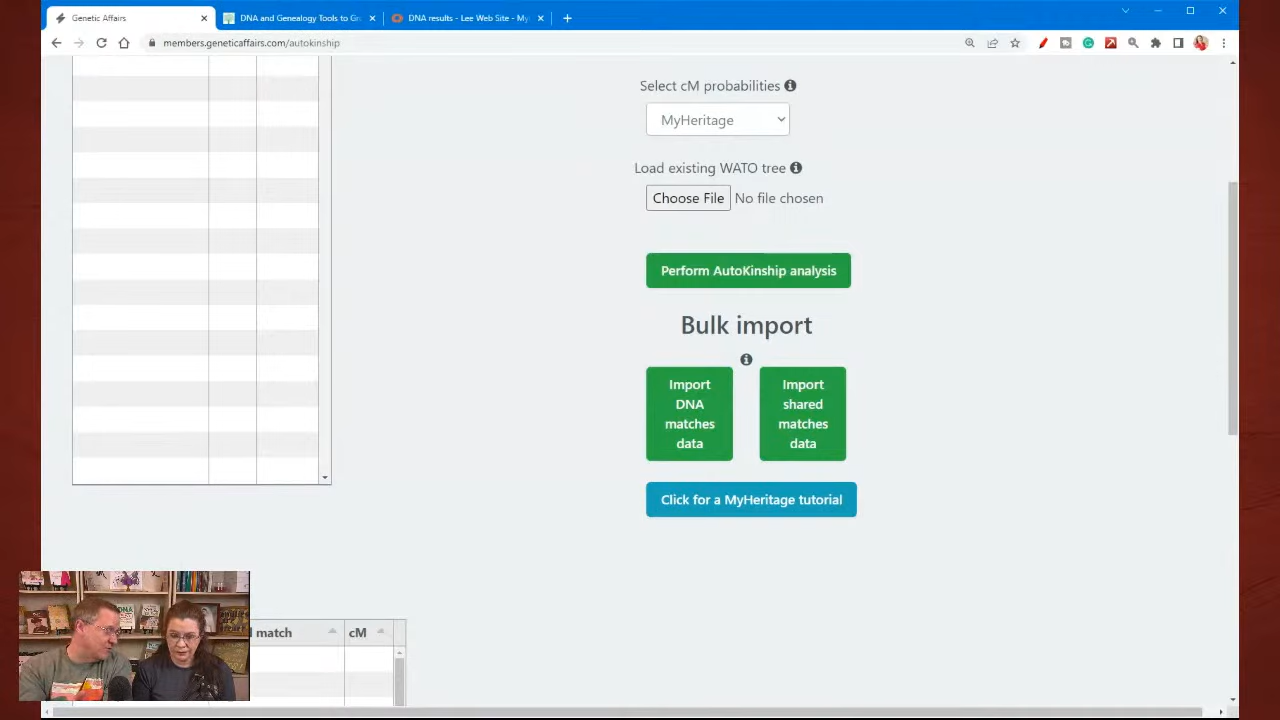 Genetic Affairs
DNA and Genealogy Tools to Gro
DNA results - Lee Web Site - My
members.geneticaffairs.com/autokinship
Select cM probabilities
MyHeritage
Load existing WATO tree
Choose File No file chosen
Perform AutoKinship analysis
Bulk import
Import
DNA
matches
data
Import
shared
matches
data
Click for a MyHeritage tutorial
match
cM